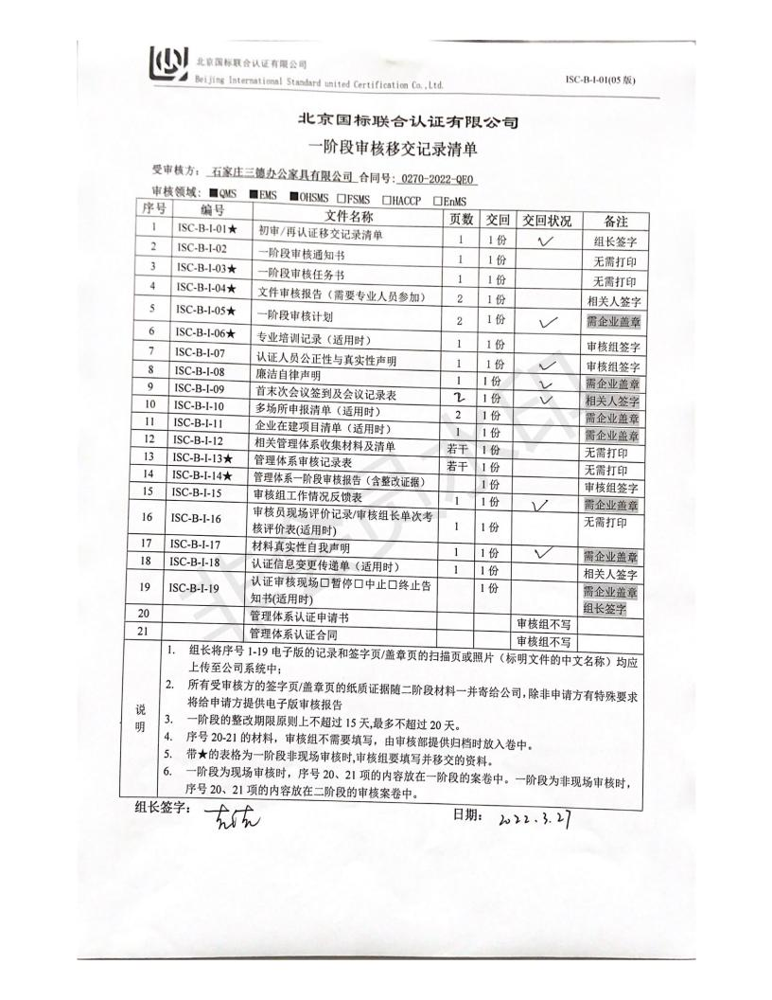 北京国标联合认证有限公司
Beijing International Standard united Certification Co.,Ltd.
ISC-B-I-01(05 版)
北京国标联合认证有限公司
一阶段审核移交记录清单
受审核方: 石家庄三德办公家具有限公司 合同号: 0270-2022-QEO
审核领域: ■QMS ■EMS ■OHSMS □FSMS □HACCP □EnMS
序号 编号 文件名称 页数 交回 交回状况 备注
1 ISC-B-I-01★ 初审/再认证移交记录清单 1 1 份 ✓ 组长签字
2 ISC-B-I-02 一阶段审核通知书 1 1 份 无需打印
3 ISC-B-I-03★ 一阶段审核任务书 1 1 份 无需打印
4 ISC-B-I-04★ 文件审核报告（需要专业人员参加） 2 1 份 相关人签字
5 ISC-B-I-05★ 一阶段审核计划 2 1 份 ✓ 需企业盖章
6 ISC-B-I-06★ 专业培训记录（适用时） 1 1 份 审核组签字
7 ISC-B-I-07 认证人员公正性与真实性声明 1 1 份 ✓ 审核组签字
8 ISC-B-I-08 廉洁自律声明 1 1 份 ✓ 需企业盖章
9 ISC-B-I-09 首末次会议签到及会议记录表 2 1 份 ✓ 相关人签字
10 ISC-B-I-10 多场所申报清单（适用时） 2 1 份 需企业盖章
11 ISC-B-I-11 企业在建项目清单（适用时） 1 1 份 需企业盖章
12 ISC-B-I-12 相关管理体系收集材料及清单 若干 1 份 无需打印
13 ISC-B-I-13★ 管理体系审核记录表 若干 1 份 无需打印
14 ISC-B-I-14★ 管理体系一阶段审核报告（含整改证据） 1 份 审核组签字
15 ISC-B-I-15 审核组工作情况反馈表 1 1 份 ✓ 需企业盖章
16 ISC-B-I-16 审核员现场评价记录/审核组长单次考 1 1 份 无需打印
核评价表(适用时)
17 ISC-B-I-17 材料真实性自我声明 1 1 份 ✓ 需企业盖章
18 ISC-B-I-18 认证信息变更传递单（适用时） 1 1 份 相关人签字
19 ISC-B-I-19 认证审核现场□暂停□中止□终止告 1 份 需企业盖章
知书(适用时) 组长签字
20 管理体系认证申请书 审核组不写
21 管理体系认证合同 审核组不写
说明
1. 组长将序号 1-19 电子版的记录和签字页/盖章页的扫描页或照片（标明文件的中文名称）均应
上传至公司系统中;
2. 所有受审核方的签字页/盖章页的纸质证据随二阶段材料一并寄给公司，除非申请方有特殊要求
将给申请方提供电子版审核报告
3. 一阶段的整改期限原则上不超过 15 天,最多不超过 20 天。
4. 序号 20-21 的材料，审核组不需要填写，由审核部提供归档时放入卷中。
5. 带★的表格为一阶段非现场审核时,审核组要填写并移交的资料。
6. 一阶段为现场审核时，序号 20、21 项的内容放在一阶段的案卷中。一阶段为非现场审核时，
序号 20、21 项的内容放在二阶段的审核案卷中。
组长签字: 日期: 2022.3.27